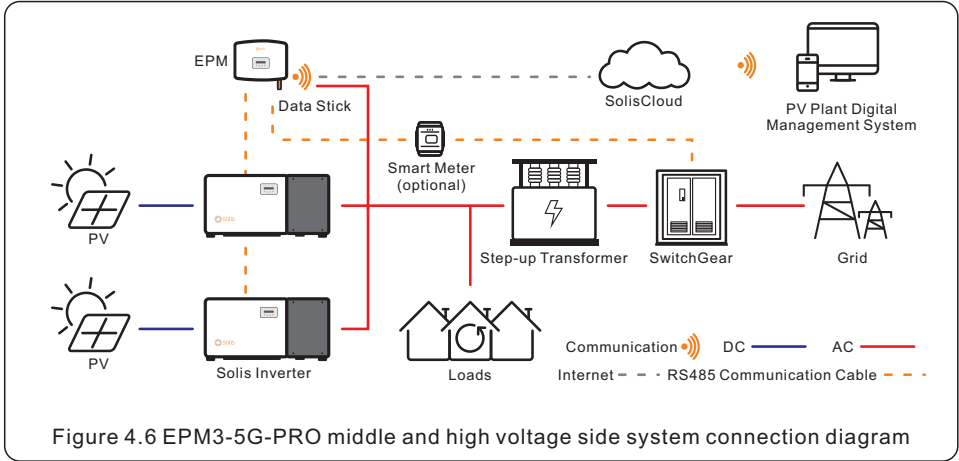 EPM
Data Stick
SolisCloud
PV Plant Digital
Management System
Smart Meter
(optional)
solis
PV
Step-up Transformer
SwitchGear
Grid
solis
PV
Solis Inverter
Loads
Communication
DC
AC
Internet
RS485 Communication Cable
Figure 4.6 EPM3-5G-PRO middle and high voltage side system connection diagram